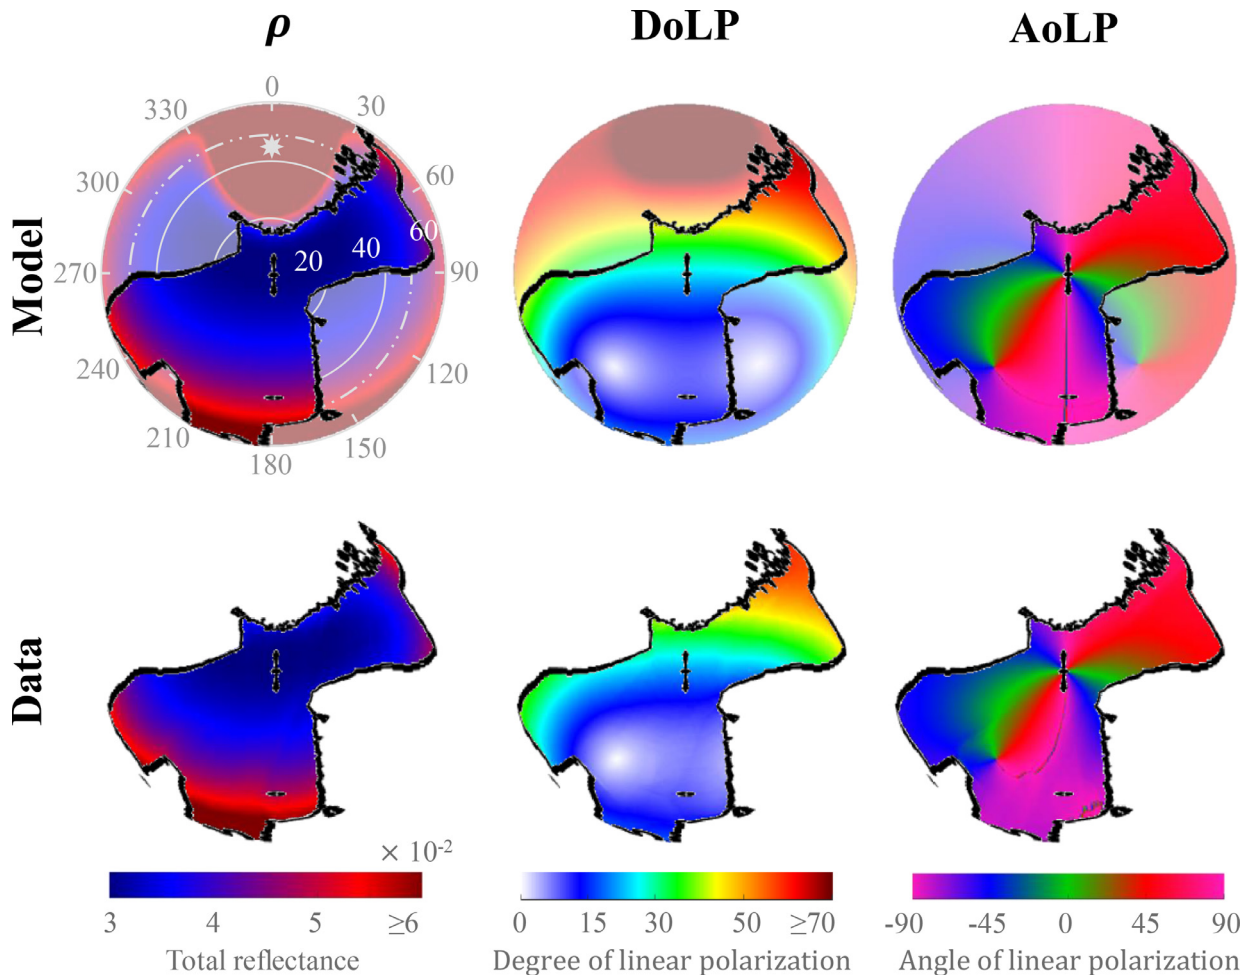 ρ DoLP AoLP
0
330 30
300 60
60
40
20
270 90
240 120
210 150
180
Model
Data
× 10-2
3 4 5 ≥6
0 15 30 50 ≥70
-90 -45 0 45 90
Total reflectance Degree of linear polarization Angle of linear polarization